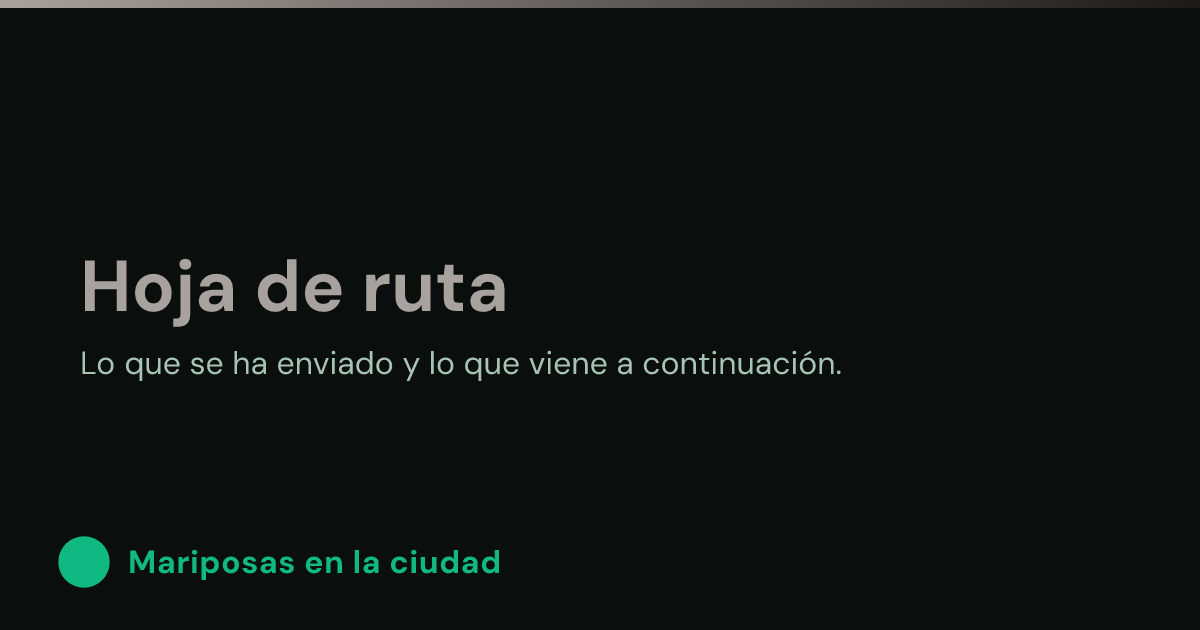 Hoja de ruta
Lo que se ha enviado y lo que viene a continuación.
Mariposas en la ciudad